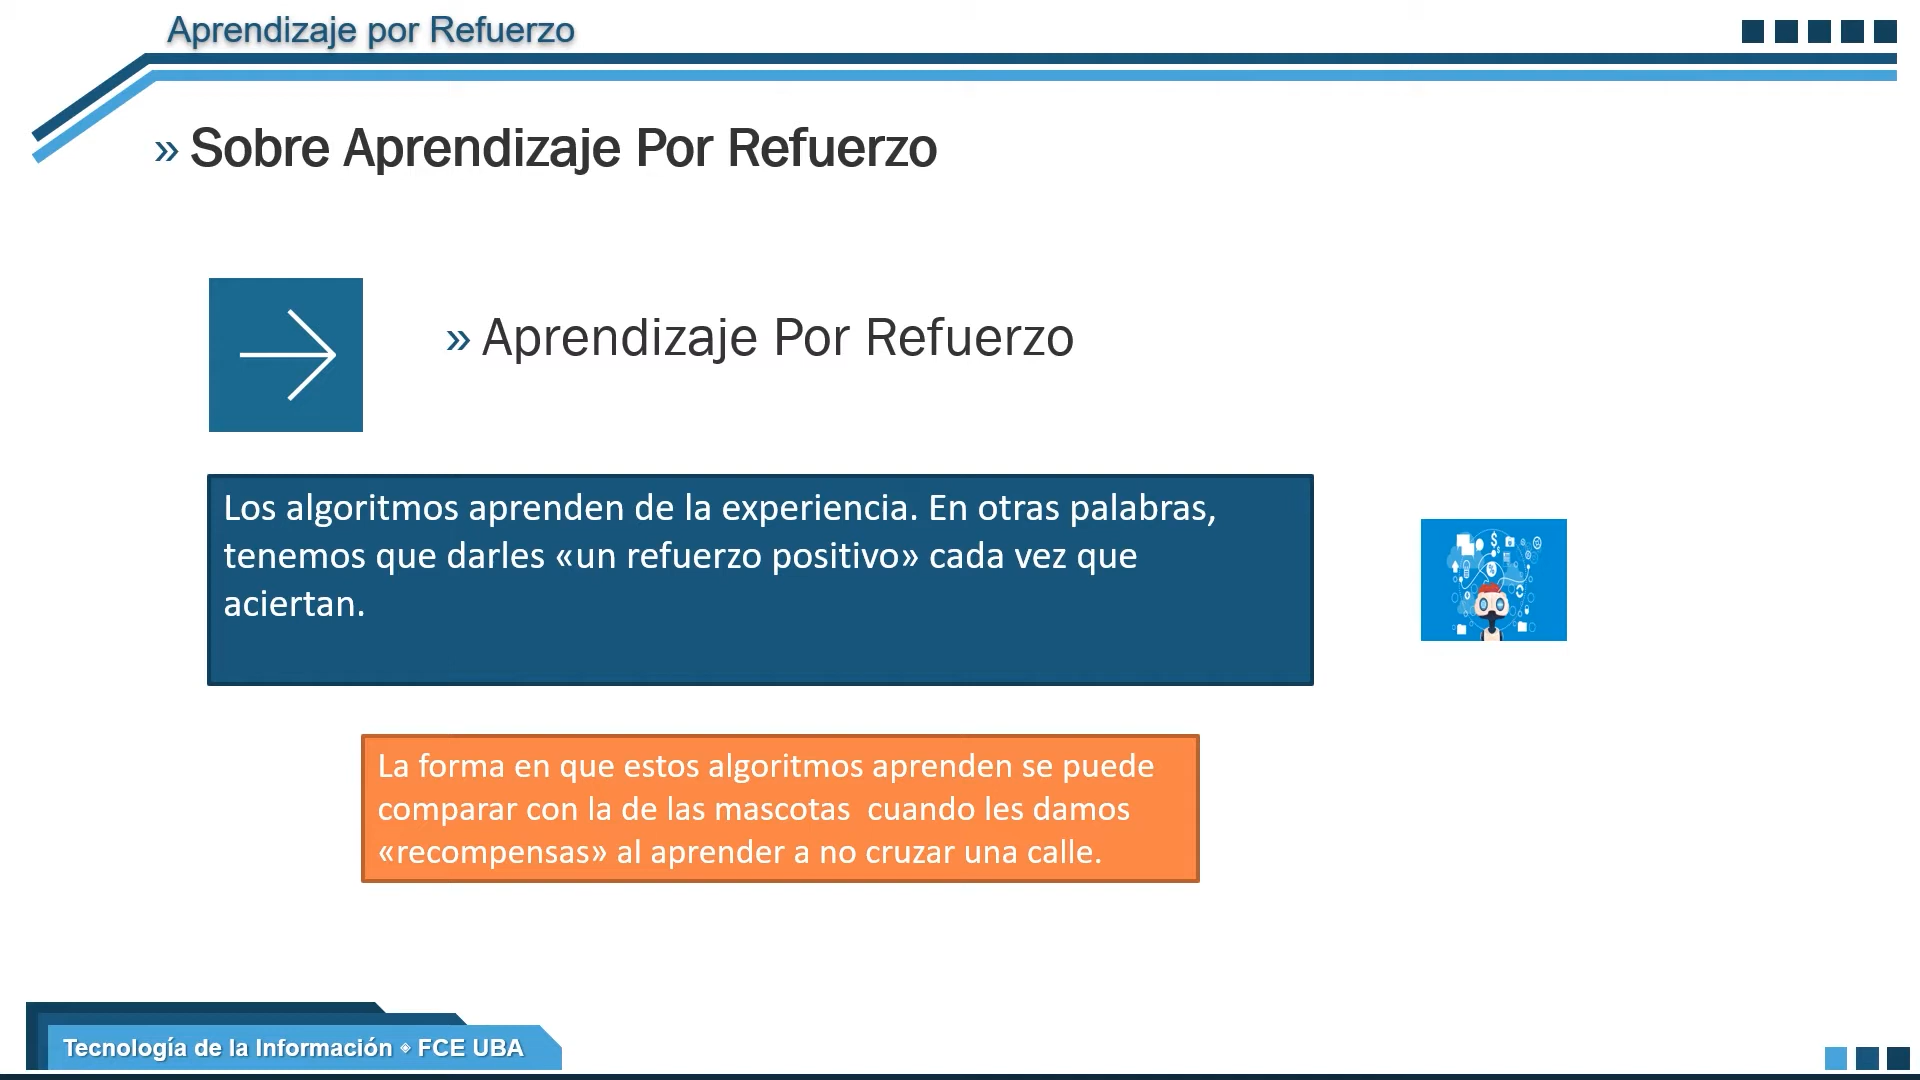 Aprendizaje por Refuerzo
» Sobre Aprendizaje Por Refuerzo
» Aprendizaje Por Refuerzo
Los algoritmos aprenden de la experiencia. En otras palabras,
tenemos que darles «un refuerzo positivo» cada vez que
aciertan.
La forma en que estos algoritmos aprenden se puede
comparar con la de las mascotas  cuando les damos
«recompensas» al aprender a no cruzar una calle.
Tecnología de la Información ◈ FCE UBA